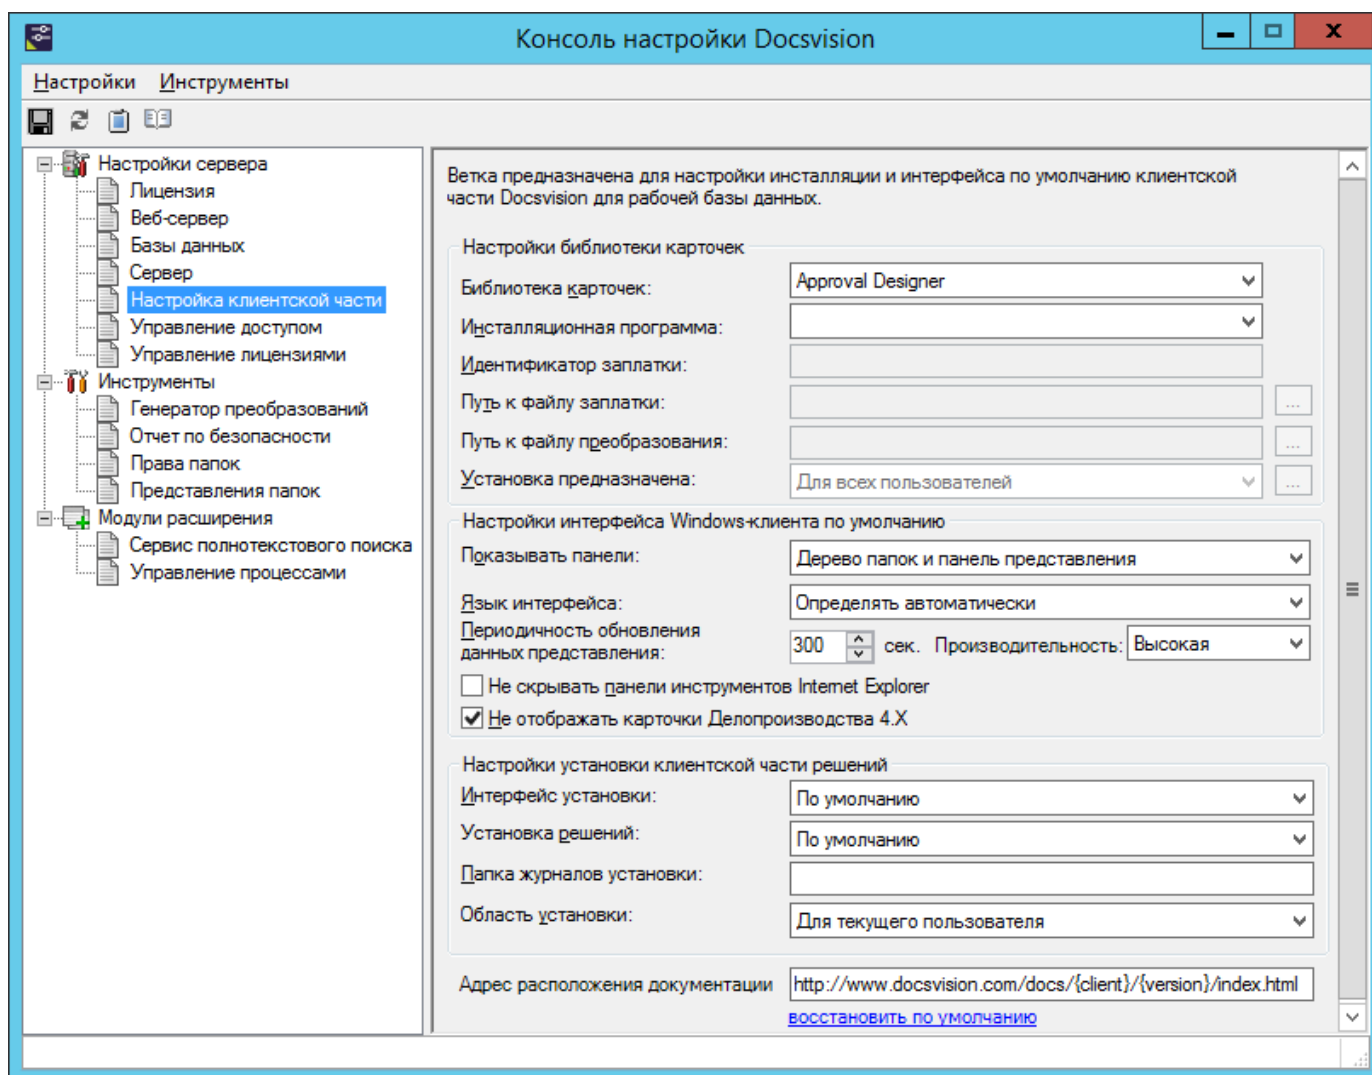 Консоль настройки Docsvision
Настройки Инструменты
Настройки сервера
Лицензия
Веб-сервер
Базы данных
Сервер
Настройка клиентской части
Управление доступом
Управление лицензиями
Инструменты
Генератор преобразований
Отчет по безопасности
Права папок
Представления папок
Модули расширения
Сервис полнотекстового поиска
Управление процессами
Ветка предназначена для настройки инсталляции и интерфейса по умолчанию клиентской
части Docsvision для рабочей базы данных.
Настройки библиотеки карточек
Библиотека карточек: Approval Designer
Инсталляционная программа:
Идентификатор заплатки:
Путь к файлу заплатки: ...
Путь к файлу преобразования: ...
Установка предназначена: Для всех пользователей ...
Настройки интерфейса Windows-клиента по умолчанию
Показывать панели: Дерево папок и панель представления
Язык интерфейса: Определять автоматически
Периодичность обновления
данных представления: 300 сек. Производительность: Высокая
Не скрывать панели инструментов Internet Explorer
Не отображать карточки Делопроизводства 4.X
Настройки установки клиентской части решений
Интерфейс установки: По умолчанию
Установка решений: По умолчанию
Папка журналов установки:
Область установки: Для текущего пользователя
Адрес расположения документации http://www.docsvision.com/docs/{client}/{version}/index.html
восстановить по умолчанию